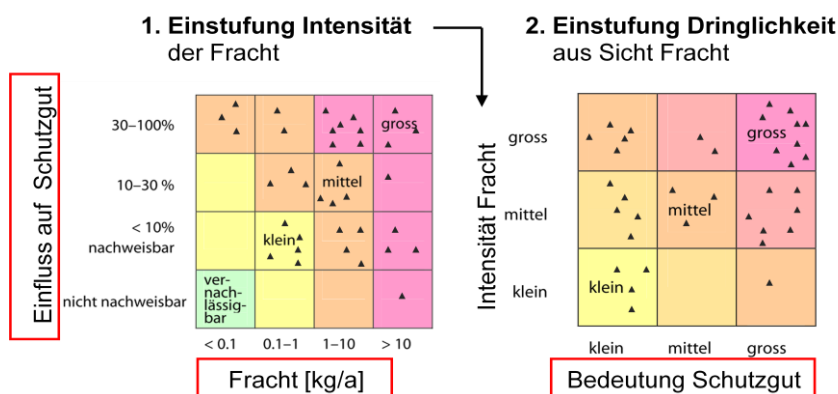 1. Einstufung Intensität
der Fracht
2. Einstufung Dringlichkeit
aus Sicht Fracht
Einfluss auf Schutzgut
30–100%
gross
10–30 %
mittel
< 10%
nachweisbar
klein
nicht nachweisbar
ver-
nach-
lässig-
bar
< 0.1
0.1–1
1–10
> 10
Fracht [kg/a]
Intensität Fracht
gross
gross
mittel
mittel
klein
klein
klein
mittel
gross
Bedeutung Schutzgut